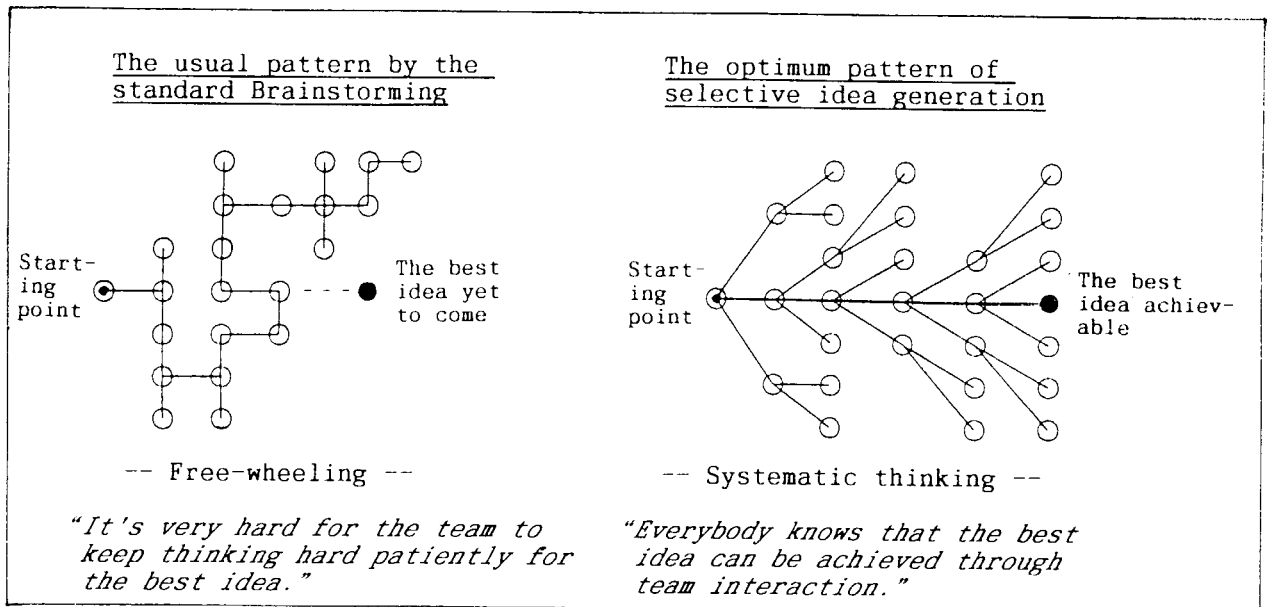 The usual pattern by the
standard Brainstorming
Start-
ing
point
The best
idea yet
to come
-- Free-wheeling --
"It's very hard for the team to
keep thinking hard patiently for
the best idea."
The optimum pattern of
selective idea generation
Start-
ing
point
The best
idea achiev-
able
-- Systematic thinking --
"Everybody knows that the best
idea can be achieved through
team interaction."